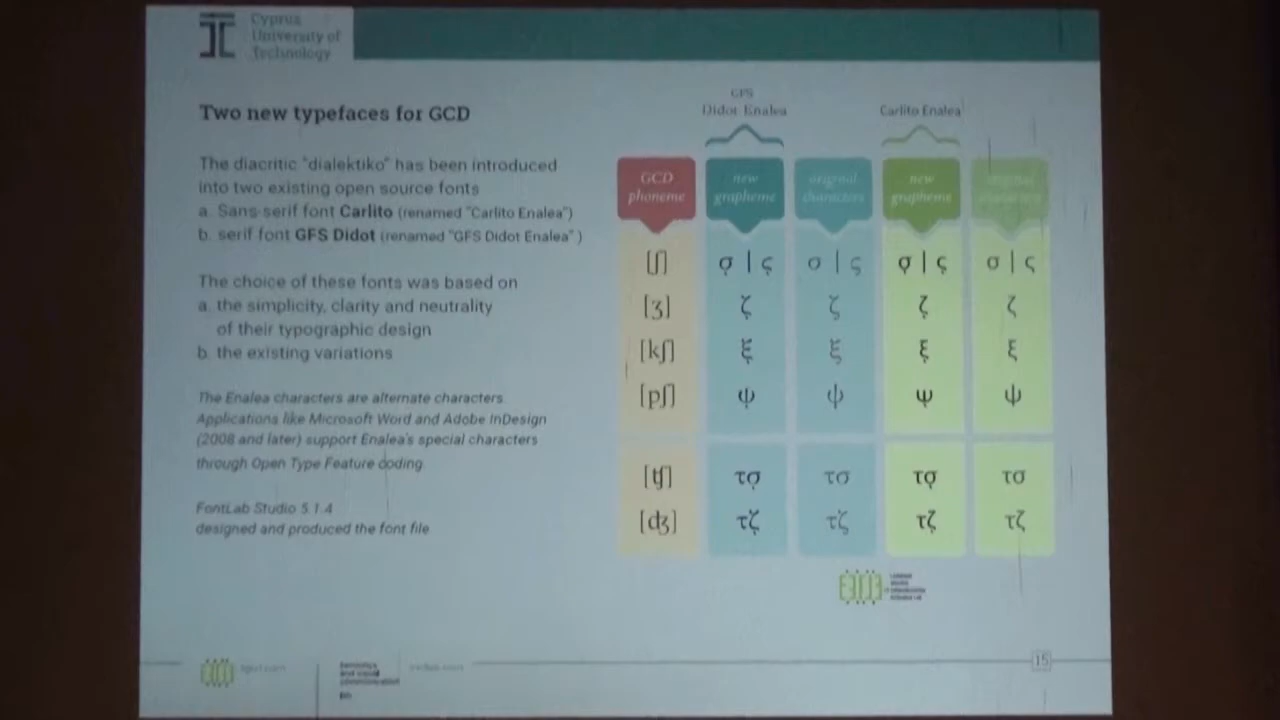 Cyprus
University of
Technology
Two new typefaces for GCD
The diacritic "dialektiko" has been introduced
into two existing open source fonts
a. Sans-serif font Carlito (renamed "Carlito Enalea")
b. serif font GFS Didot (renamed "GFS Didot Enalea" )
The choice of these fonts was based on
a. the simplicity, clarity and neutrality
of their typographic design
b. the existing variations
The Enalea characters are alternate characters.
Applications like Microsoft Word and Adobe InDesign
(2008 and later) support Enalea's special characters
through Open Type Feature coding.
FontLab Studio 5.1.4
designed and produced the font file
GFS
Didot Enalea
Carlito Enalea
GCD
phoneme
new
grapheme
original
characters
new
grapheme
original
characters
[ʃ] σ̣ | ς̣ σ | ς σ̣ | ς̣ σ | ς
[ʒ] ζ̣ ζ ζ̣ ζ
[kʃ] ξ̣ ξ ξ̣ ξ
[pʃ] ψ̣ ψ ψ̣ ψ
[ʧ] τσ̣ τσ τσ̣ τσ
[ʤ] τζ̣ τζ τζ̣ τζ
15